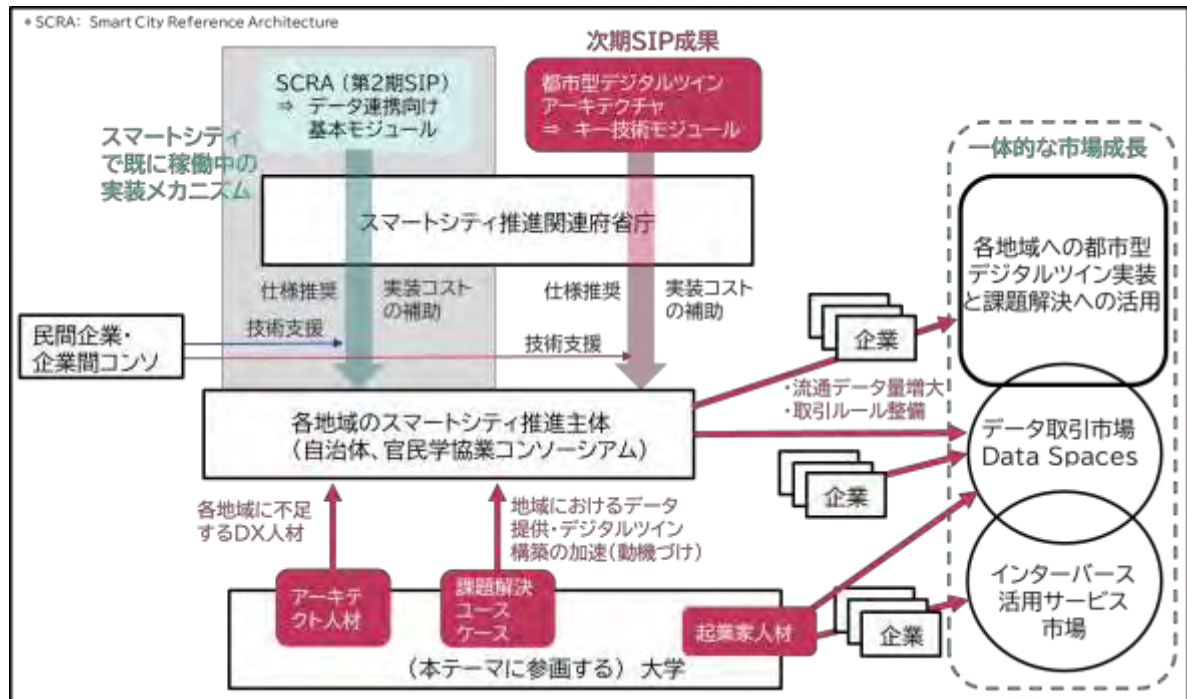 * SCRA: Smart City Reference Architecture
次期SIP成果
SCRA (第2期SIP)
⇒ データ連携向け
基本モジュール
都市型デジタルツイン
アーキテクチャ
⇒ キー技術モジュール
スマートシティ
で既に稼働中の
実装メカニズム
一体的な市場成長
スマートシティ推進関連府省庁
各地域への都市型
デジタルツイン実装
と課題解決への活用
仕様推奨
実装コスト
の補助
仕様推奨
実装コスト
の補助
技術支援
技術支援
民間企業・
企業間コンソ
企業
・流通データ量増大
・取引ルール整備
各地域のスマートシティ推進主体
(自治体、官民学協業コンソーシアム)
データ取引市場
Data Spaces
企業
各地域に不足
するDX人材
地域におけるデータ
提供・デジタルツイン
構築の加速(動機づけ)
アーキテ
クト人材
課題解決
ユース
ケース
起業家人材
企業
インターバース
活用サービス
市場
(本テーマに参画する) 大学